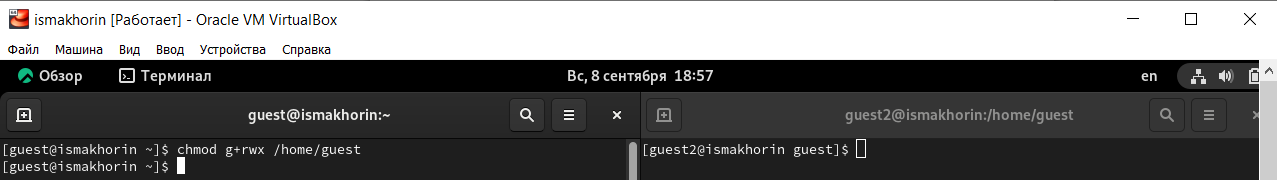 ismakhorin [Работает] - Oracle VM VirtualBox
Файл Машина Вид Ввод Устройства Справка
Обзор Терминал Вс, 8 сентября 18:57 en
guest@ismakhorin:~ guest2@ismakhorin:/home/guest
[guest@ismakhorin ~]$ chmod g+rwx /home/guest
[guest@ismakhorin ~]$
[guest2@ismakhorin guest]$